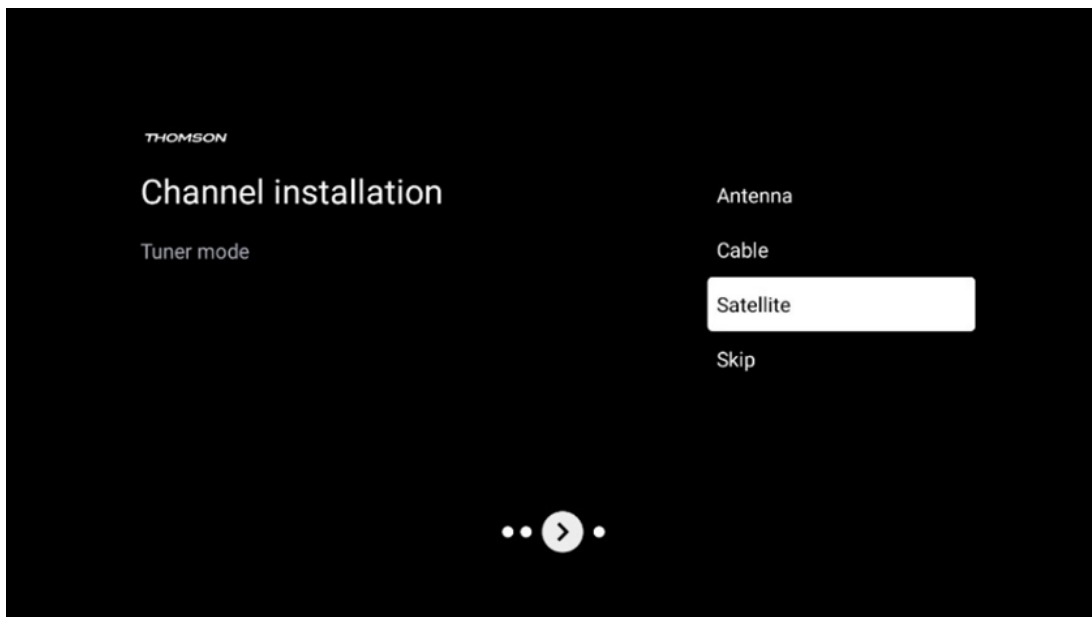 THOMSON
Channel installation
Tuner mode
Antenna
Cable
Satellite
Skip